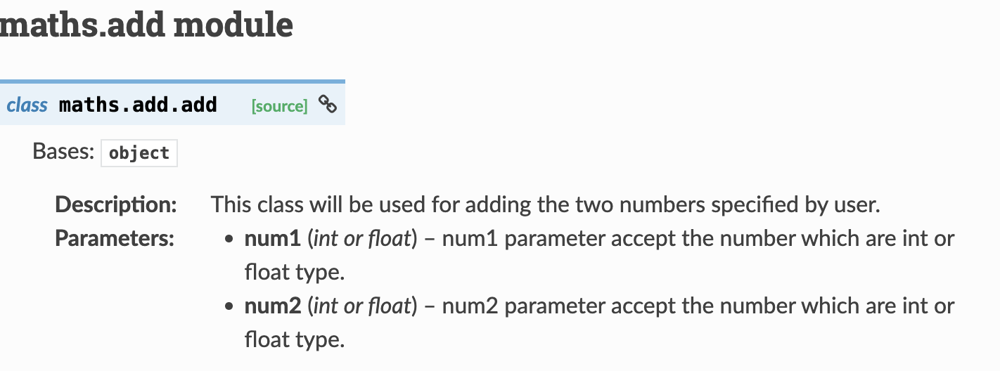 maths.add module
class maths.add.add [source]
Bases: object
Description: This class will be used for adding the two numbers specified by user.
Parameters: • num1 (int or float) – num1 parameter accept the number which are int or
float type.
• num2 (int or float) – num2 parameter accept the number which are int or
float type.